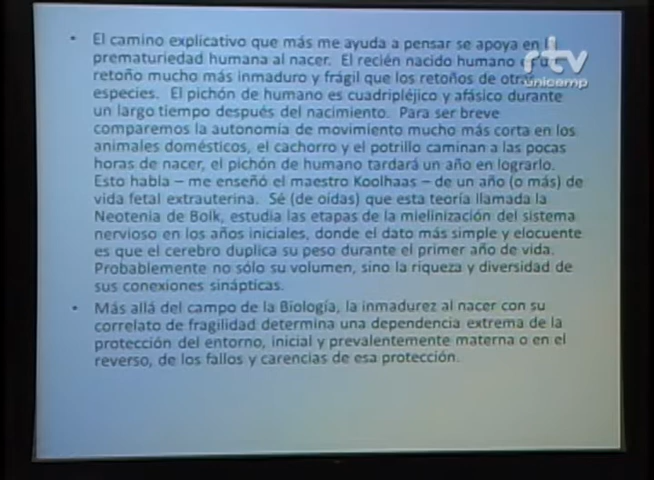 • El camino explicativo que más me ayuda a pensar se apoya en
prematuriedad humana al nacer. El recién nacido humano
retoño mucho más inmaduro y frágil que los retoños de
especies. El pichón de humano es cuadripléjico y afásico durante
un largo tiempo después del nacimiento. Para ser breve
comparemos la autonomía de movimiento mucho más corta en los
animales domésticos, el cachorro y el potrillo caminan a las pocas
horas de nacer, el pichón de humano tardará un año en lograrlo.
Esto habla – me enseñó el maestro Koolhaas – de un año (o más) de
vida fetal extrauterina. Sé (de oídas) que esta teoría llamada la
Neotenia de Bolk, estudia las etapas de la mielinización del sistema
nervioso en los años iniciales, donde el dato más simple y elocuente
es que el cerebro duplica su peso durante el primer año de vida.
Probablemente no sólo su volumen, sino la riqueza y diversidad de
sus conexiones sinápticas.
• Más allá del campo de la Biología, la inmadurez al nacer con su
correlato de fragilidad determina una dependencia extrema de la
protección del entorno, inicial y prevalentemente materna o en el
reverso, de los fallos y carencias de esa protección.
rtv
unicamp